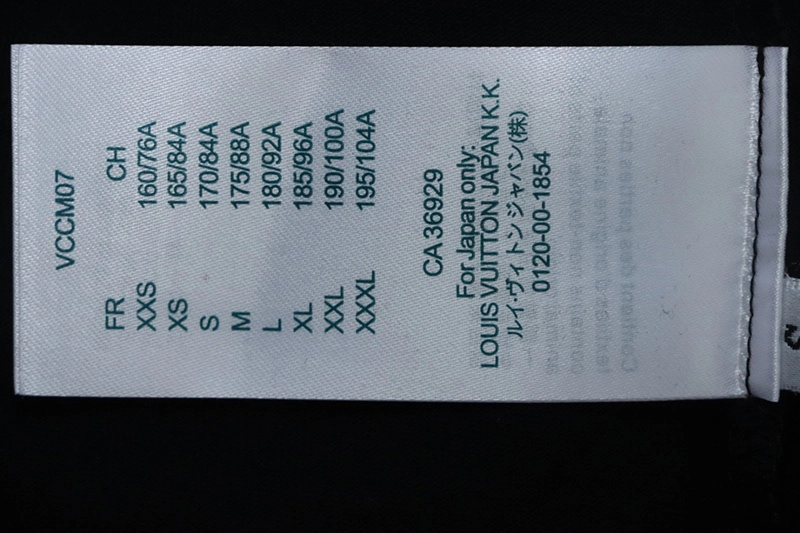 VCCM07
FR CH
XXS 160/76A
XS 165/84A
S 170/84A
M 175/88A
L 180/92A
XL 185/96A
XXL 190/100A
XXXL 195/104A
CA 36929
For Japan only:
LOUIS VUITTON JAPAN K.K.
ルイ・ヴィトン ジャパン(株)
0120-00-1854